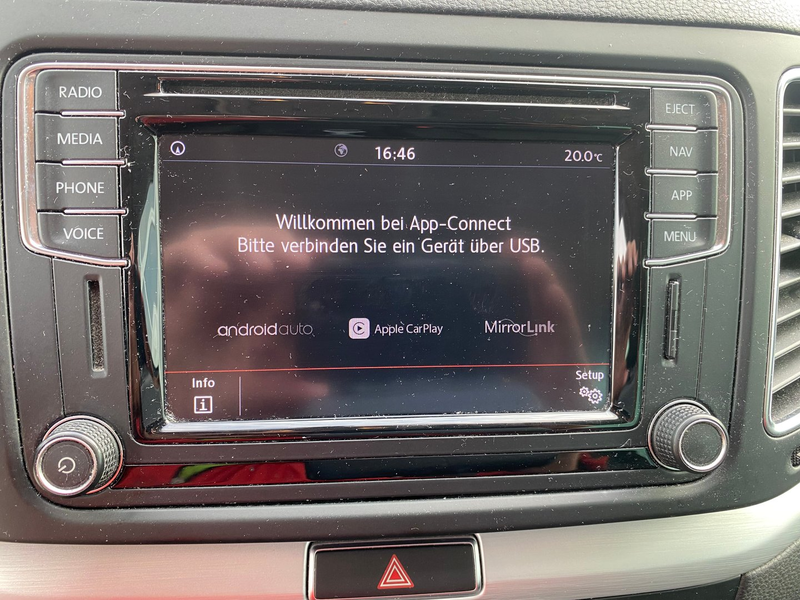 RADIO
MEDIA
PHONE
VOICE
EJECT
NAV
APP
MENU
16:46
20.0°C
Willkommen bei App-Connect
Bitte verbinden Sie ein Gerät über USB.
androidauto
Apple CarPlay
MirrorLink
Info
i
Setup